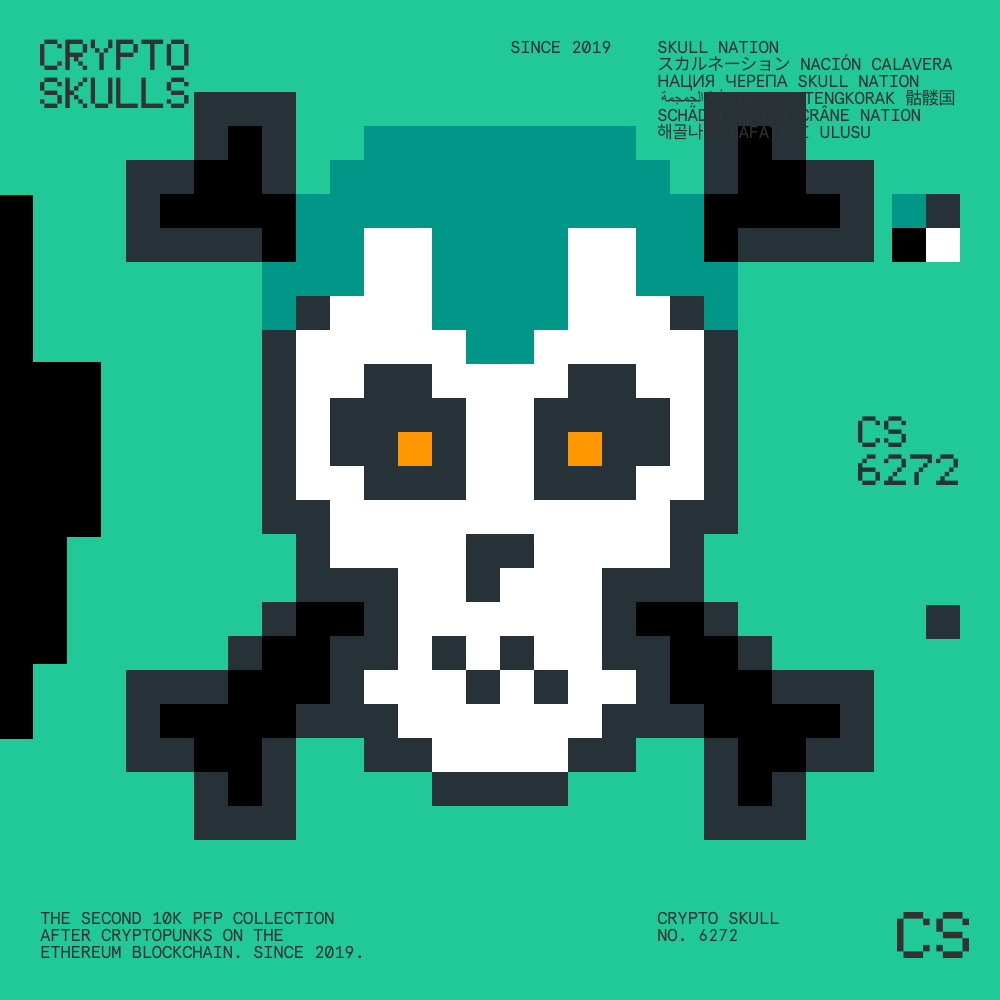 CRYPTO
SKULLS
SINCE 2019
SKULL NATION
スカルネーション NACIÓN CALAVERA
НАЦИЯ ЧЕРЕПА SKULL NATION
TENGKORAK 骷髅国
CRÂNE NATION
ULUSU
CS
6272
THE SECOND 10K PFP COLLECTION
AFTER CRYPTOPUNKS ON THE
ETHEREUM BLOCKCHAIN. SINCE 2019.
CRYPTO SKULL
NO. 6272
CS